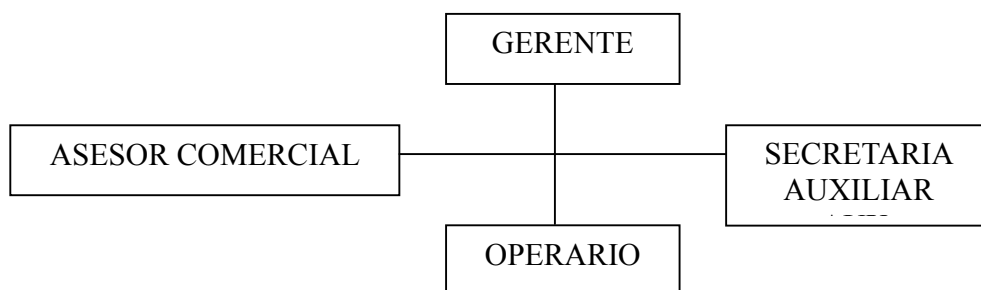 GERENTE
ASESOR COMERCIAL
SECRETARIA
AUXILIAR
OPERARIO